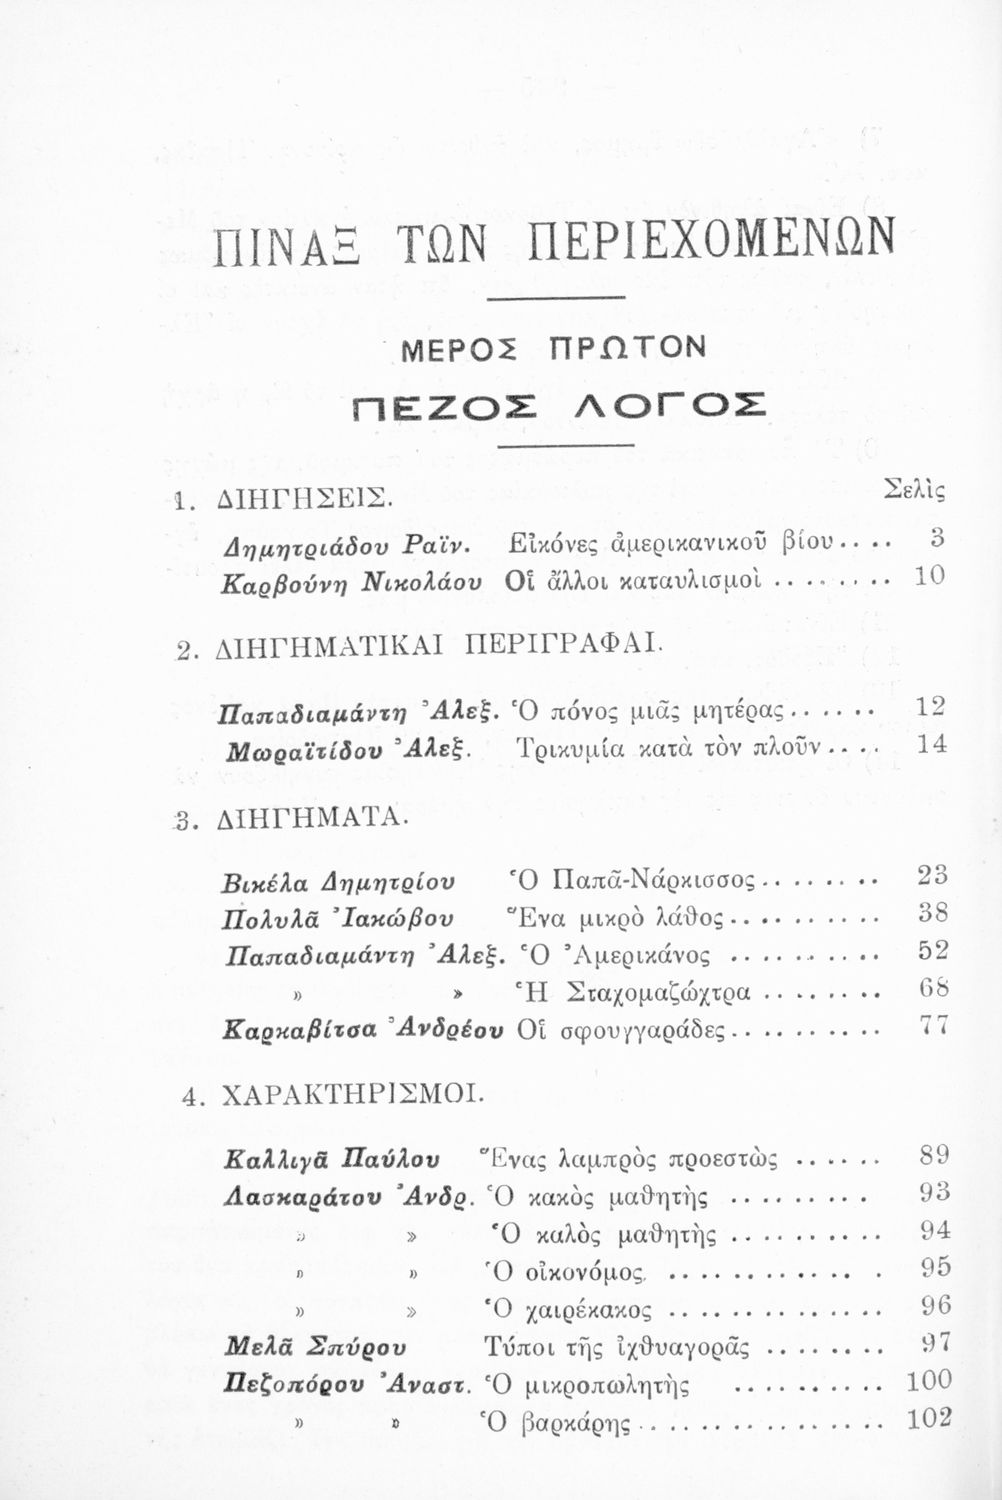 ΠΙΝΑΞ ΤΩΝ ΠΕΡΙΕΧΟΜΕΝΩΝ
ΜΕΡΟΣ ΠΡΩΤΟΝ
ΠΕΖΟΣ ΛΟΓΟΣ
1. ΔΙΗΓΗΣΕΙΣ. Σελὶς
Δημητριάδου Ραϊν. Εἰκόνες ἀμερικανικοῦ βίου.... 3
Καρβούνη Νικολάου Οἱ ἄλλοι καταυλισμοὶ ........ 10
2. ΔΙΗΓΗΜΑΤΙΚΑΙ ΠΕΡΙΓΡΑΦΑΙ.
Παπαδιαμάντη Ἀλεξ. Ὁ πόνος μιᾶς μητέρας...... 12
Μωραϊτίδου Ἀλεξ. Τρικυμία κατὰ τὸν πλοῦν.... 14
3. ΔΙΗΓΗΜΑΤΑ.
Βικέλα Δημητρίου Ὁ Παπᾶ-Νάρκισσος........ 23
Πολυλᾶ Ἰακώβου Ἕνα μικρὸ λάθος.......... 38
Παπαδιαμάντη Ἀλεξ. Ὁ Ἀμερικάνος .......... 52
» » Ἡ Σταχομαζώχτρα ........ 68
Καρκαβίτσα Ἀνδρέου Οἱ σφουγγαράδες.......... 77
4. ΧΑΡΑΚΤΗΡΙΣΜΟΙ.
Καλλιγᾶ Παύλου Ἕνας λαμπρὸς προεστὼς ...... 89
Λασκαράτου Ἀνδρ. Ὁ κακὸς μαθητὴς ......... 93
» » Ὁ καλὸς μαθητὴς .......... 94
» » Ὁ οἰκονόμος. ............. 95
» » Ὁ χαιρέκακος ............. 96
Μελᾶ Σπύρου Τύποι τῆς ἰχθυαγορᾶς ........ 97
Πεζοπόρου Ἀναστ. Ὁ μικροπωλητὴς .......... 100
» » Ὁ βαρκάρης............... 102